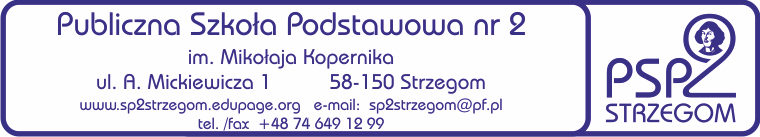 Publiczna Szkoła Podstawowa nr 2
im. Mikołaja Kopernika
ul. A. Mickiewicza 1 58-150 Strzegom
www.sp2strzegom.edupage.org e-mail: sp2strzegom@pf.pl
tel. /fax +48 74 649 12 99
PSP2
STRZEGOM